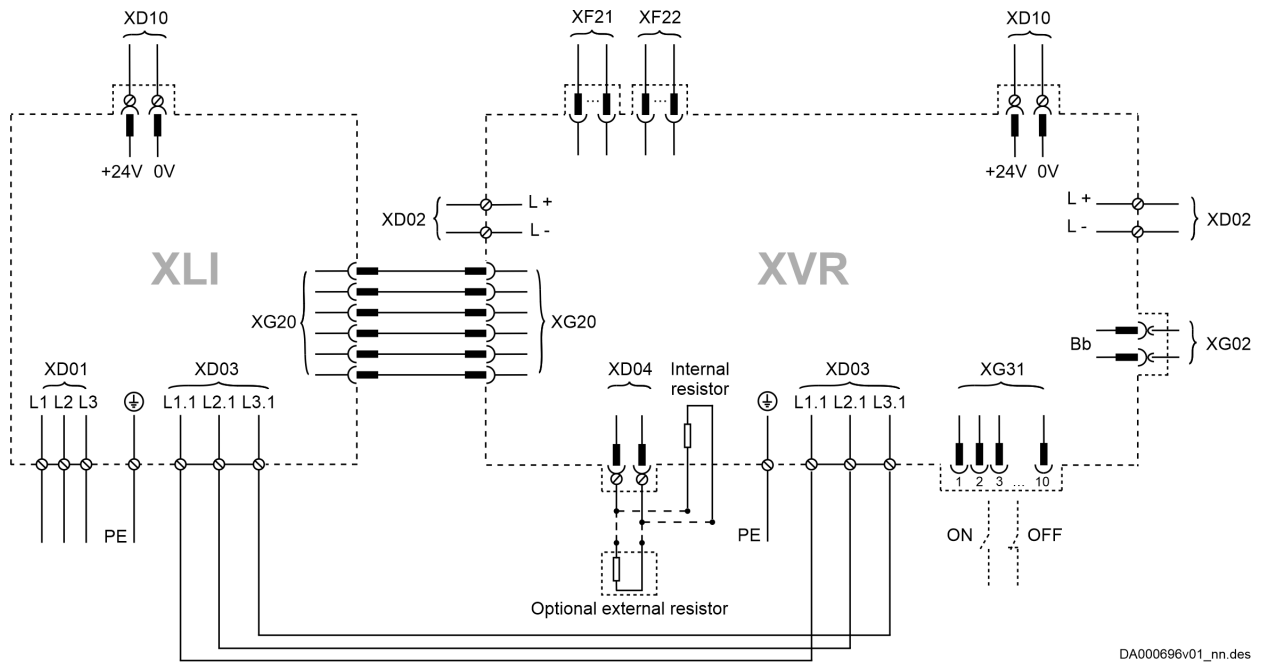 XD10 XF21 XF22 XD10
+24V 0V +24V 0V
XD02 L + L + XD02
L - L -
XLI XVR
XG20 XG20
Bb XG02
XD01 XD03 XD04 Internal resistor XD03 XG31
L1 L2 L3 L1.1 L2.1 L3.1 L1.1 L2.1 L3.1
1 2 3 ... 10
PE PE ON OFF
Optional external resistor
DA000696v01_nn.des